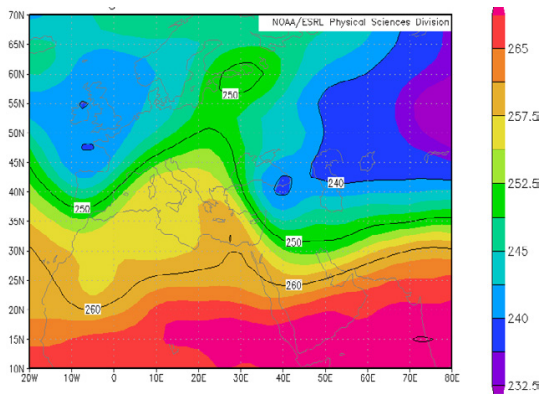 NOAA/ESRL Physical Sciences Division
70N
65N
60N
55N
50N
45N
40N
35N
30N
25N
20N
15N
10N
250
250
240
250
260
260
20W
10W
0
10E
20E
30E
40E
50E
60E
70E
80E
265
257.5
252.5
245
240
232.5